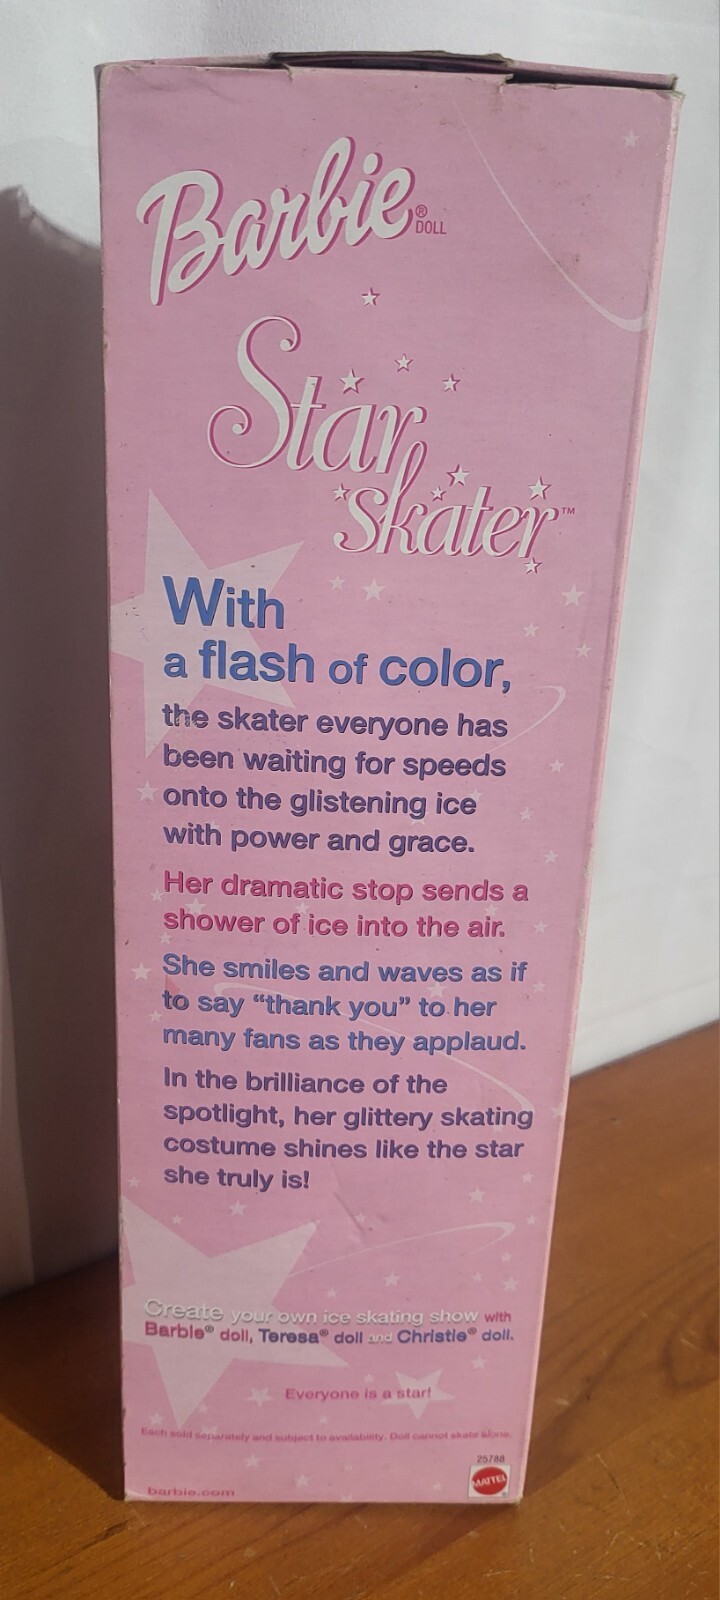 Barbie® DOLL
Star
skater™
With
a flash of color,
the skater everyone has
been waiting for speeds
onto the glistening ice
with power and grace.
Her dramatic stop sends a
shower of ice into the air.
She smiles and waves as if
to say “thank you” to her
many fans as they applaud.
In the brilliance of the
spotlight, her glittery skating
costume shines like the star
she truly is!
Create your own ice skating show with
Barbie® doll, Teresa® doll and Christie® doll.
Everyone is a star!
Each sold separately and subject to availability. Doll cannot skate alone.
25788
MATTEL®
barbie.com